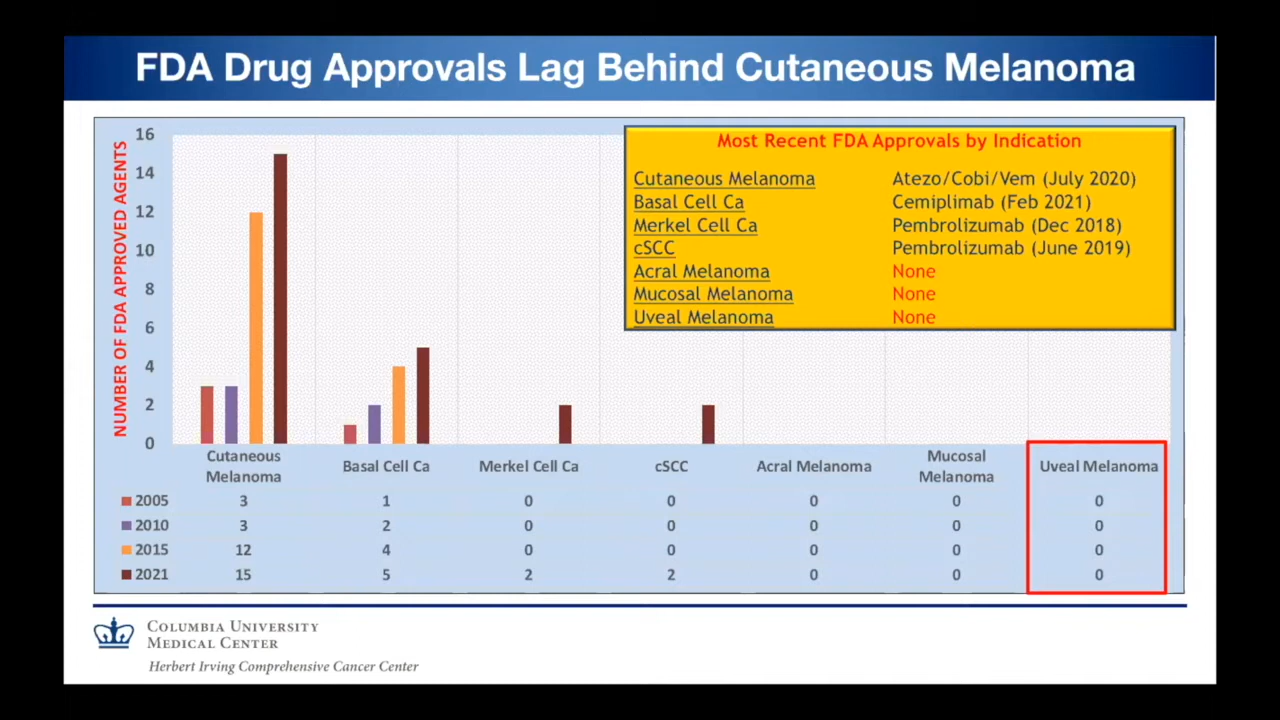 FDA Drug Approvals Lag Behind Cutaneous Melanoma
NUMBER OF FDA APPROVED AGENTS
16
14
12
10
8
6
4
2
0
Most Recent FDA Approvals by Indication
Cutaneous Melanoma Atezo/Cobi/Vem (July 2020)
Basal Cell Ca Cemiplimab (Feb 2021)
Merkel Cell Ca Pembrolizumab (Dec 2018)
cSCC Pembrolizumab (June 2019)
Acral Melanoma None
Mucosal Melanoma None
Uveal Melanoma None
Cutaneous
Melanoma
Basal Cell Ca
Merkel Cell Ca
cSCC
Acral Melanoma
Mucosal
Melanoma
Uveal Melanoma
2005 3 1 0 0 0 0 0
2010 3 2 0 0 0 0 0
2015 12 4 0 0 0 0 0
2021 15 5 2 2 0 0 0
COLUMBIA UNIVERSITY
MEDICAL CENTER
Herbert Irving Comprehensive Cancer Center